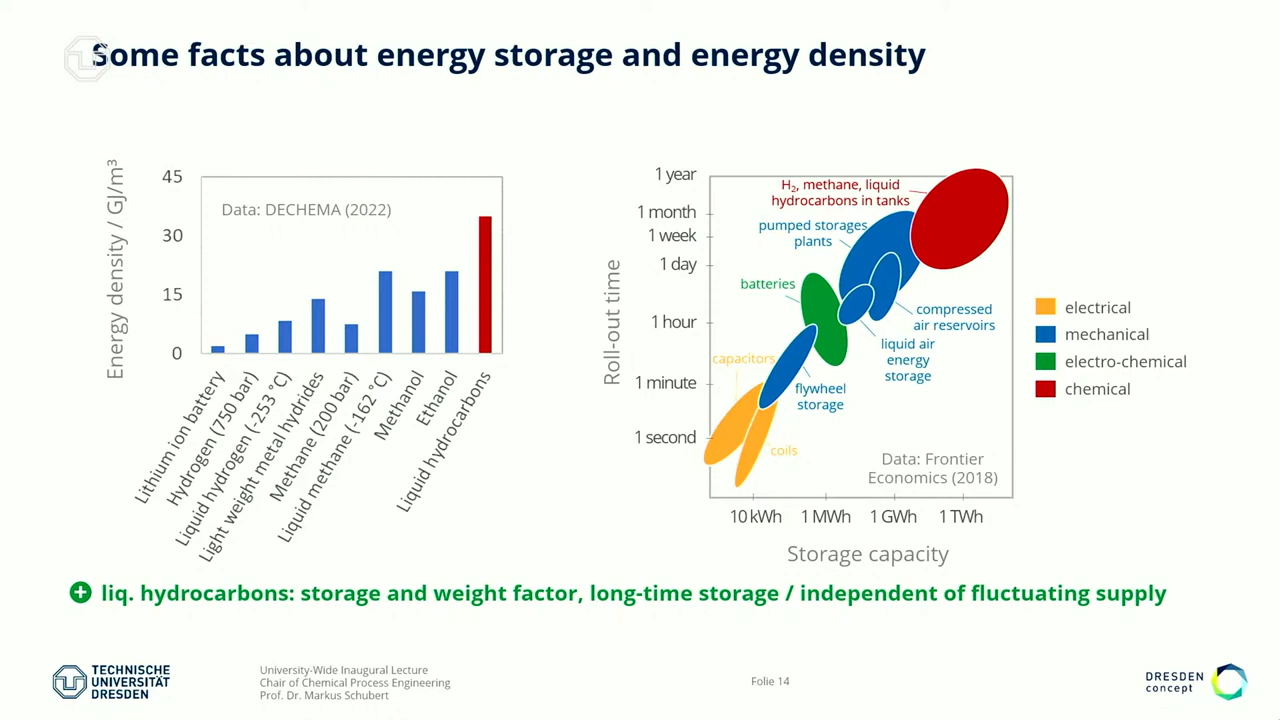 Some facts about energy storage and energy density
Energy density / GJ/m³
45
30
15
0
Data: DECHEMA (2022)
Lithium ion battery
Hydrogen (750 bar)
Liquid hydrogen (-253 °C)
Light weight metal hydrides
Methane (200 bar)
Liquid methane (-162 °C)
Methanol
Ethanol
Liquid hydrocarbons
Roll-out time
1 year
1 month
1 week
1 day
1 hour
1 minute
1 second
H₂, methane, liquid
hydrocarbons in tanks
pumped storages
plants
batteries
compressed
air reservoirs
liquid air
energy
storage
capacitors
flywheel
storage
coils
Data: Frontier
Economics (2018)
10 kWh
1 MWh
1 GWh
1 TWh
Storage capacity
electrical
mechanical
electro-chemical
chemical
liq. hydrocarbons: storage and weight factor, long-time storage / independent of fluctuating supply
TECHNISCHE
UNIVERSITÄT
DRESDEN
University-Wide Inaugural Lecture
Chair of Chemical Process Engineering
Prof. Dr. Markus Schubert
Folie 14
DRESDEN
concept